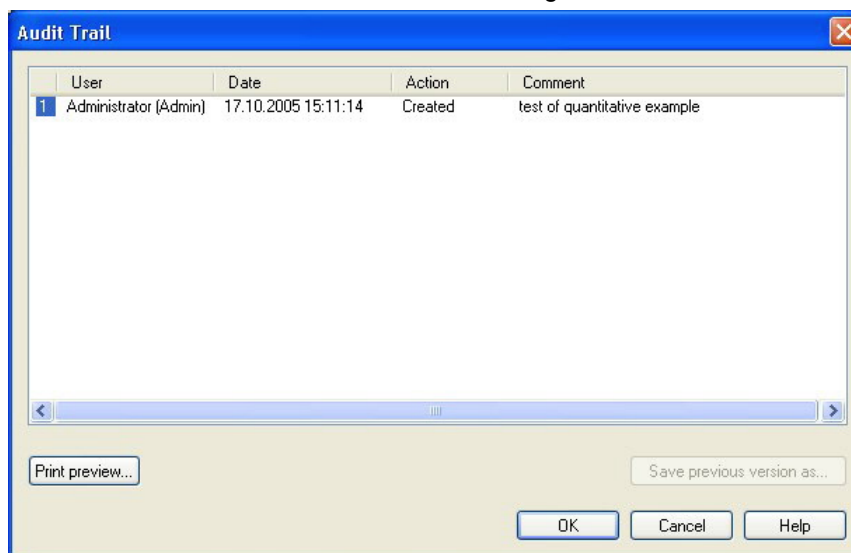 Audit Trail
User Date Action Comment
1 Administrator (Admin) 17.10.2005 15:11:14 Created test of quantitative example
Print preview... Save previous version as...
OK Cancel Help